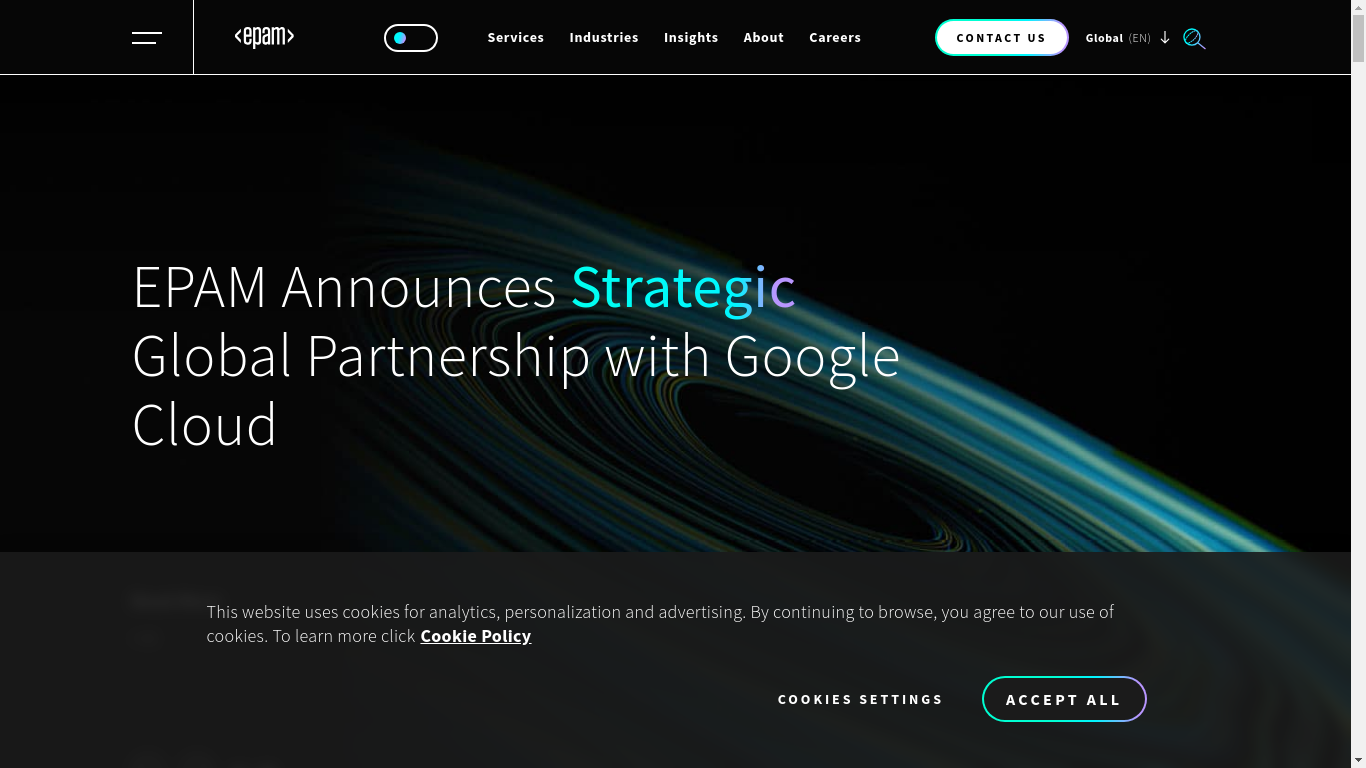 <epam>
Services
Industries
Insights
About
Careers
CONTACT US
Global (EN)
EPAM Announces Strategic
Global Partnership with Google
Cloud
This website uses cookies for analytics, personalization and advertising. By continuing to browse, you agree to our use of
cookies. To learn more click Cookie Policy
COOKIES SETTINGS
ACCEPT ALL